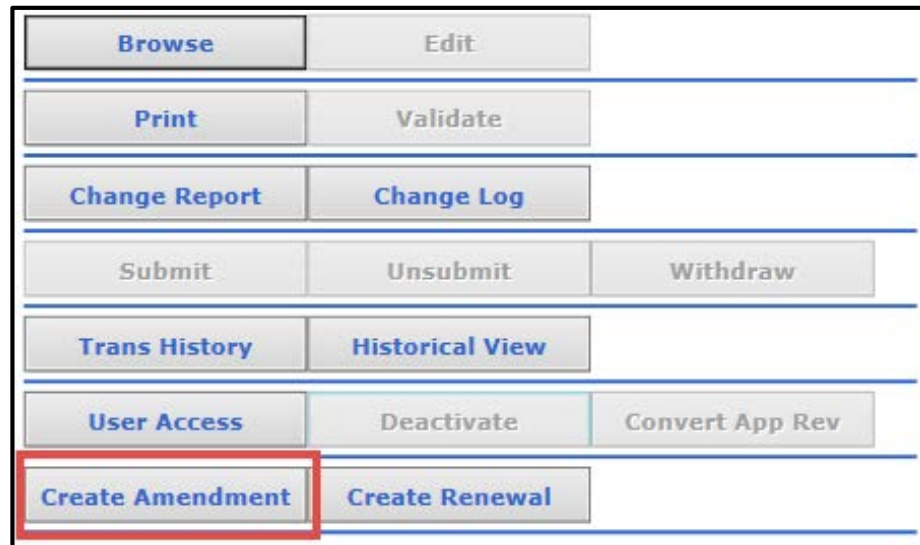 Browse Edit
Print Validate
Change Report Change Log
Submit Unsubmit Withdraw
Trans History Historical View
User Access Deactivate Convert App Rev
Create Amendment Create Renewal